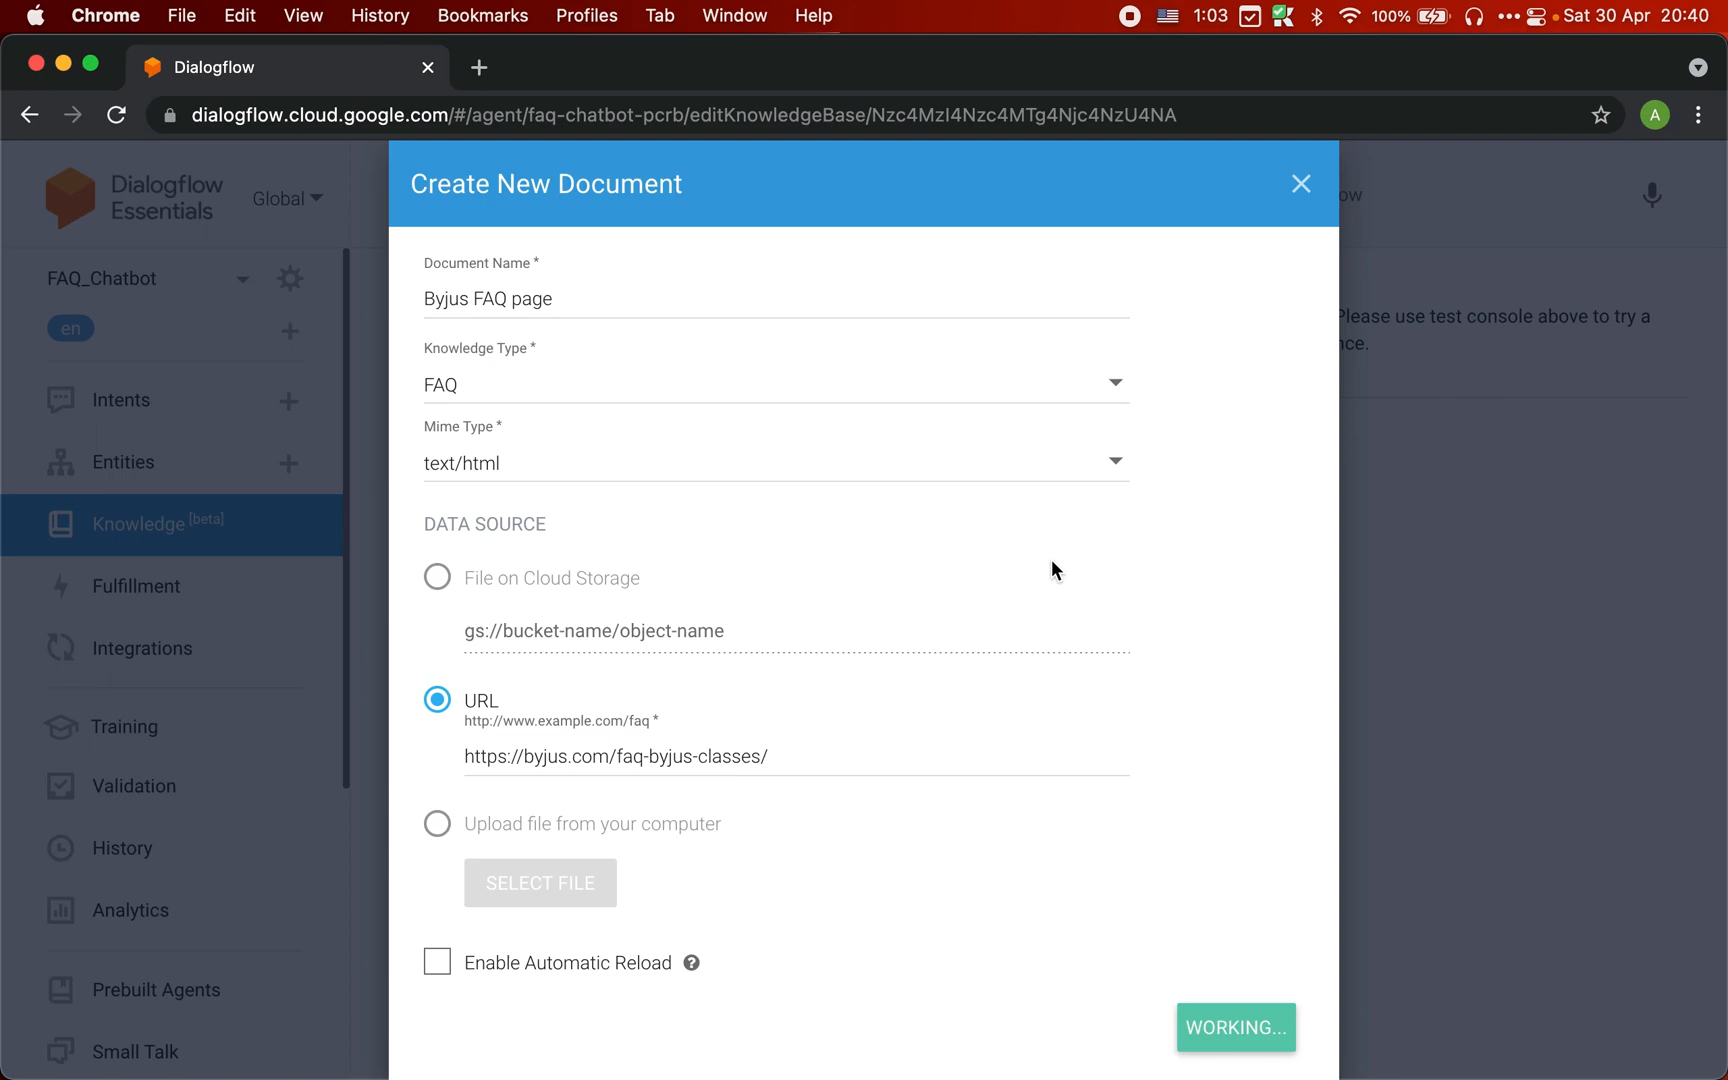 Chrome File Edit View History Bookmarks Profiles Tab Window Help 1:03 100% Sat 30 Apr 20:40
Dialogflow
dialogflow.cloud.google.com/#/agent/faq-chatbot-pcrb/editKnowledgeBase/Nzc4MzI4Nzc4MTg4Njc4NzU4NA A
Dialogflow
Essentials
Global
Create New Document
ow
FAQ_Chatbot
en
Intents
Entities
Knowledge [beta]
Fulfillment
Integrations
Training
Validation
History
Analytics
Prebuilt Agents
Small Talk
Document Name *
Byjus FAQ page
Knowledge Type *
FAQ
Mime Type *
text/html
DATA SOURCE
File on Cloud Storage
gs://bucket-name/object-name
URL
http://www.example.com/faq *
https://byjus.com/faq-byjus-classes/
Upload file from your computer
SELECT FILE
Enable Automatic Reload
WORKING...
Please use test console above to try a
nce.